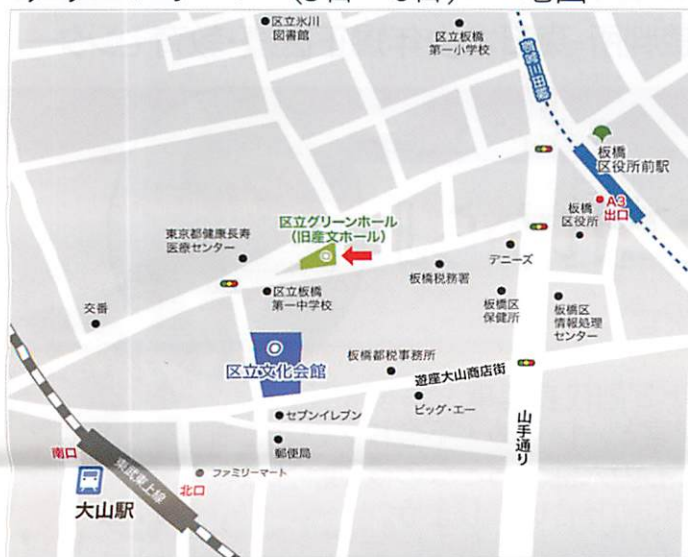 区立氷川
図書館
区立板橋
第一小学校
都営三田線
板橋
区役所前駅
A3
出口
板橋
区役所
区立グリーンホール
(旧産文ホール)
東京都健康長寿
医療センター
デニーズ
板橋税務署
区立板橋
第一中学校
板橋区
保健所
板橋区
情報処理
センター
交番
区立文化会館
板橋都税事務所
遊座大山商店街
ビッグ・エー
セブンイレブン
山手通り
郵便局
南口
東武東上線
ファミリーマート
北口
大山駅